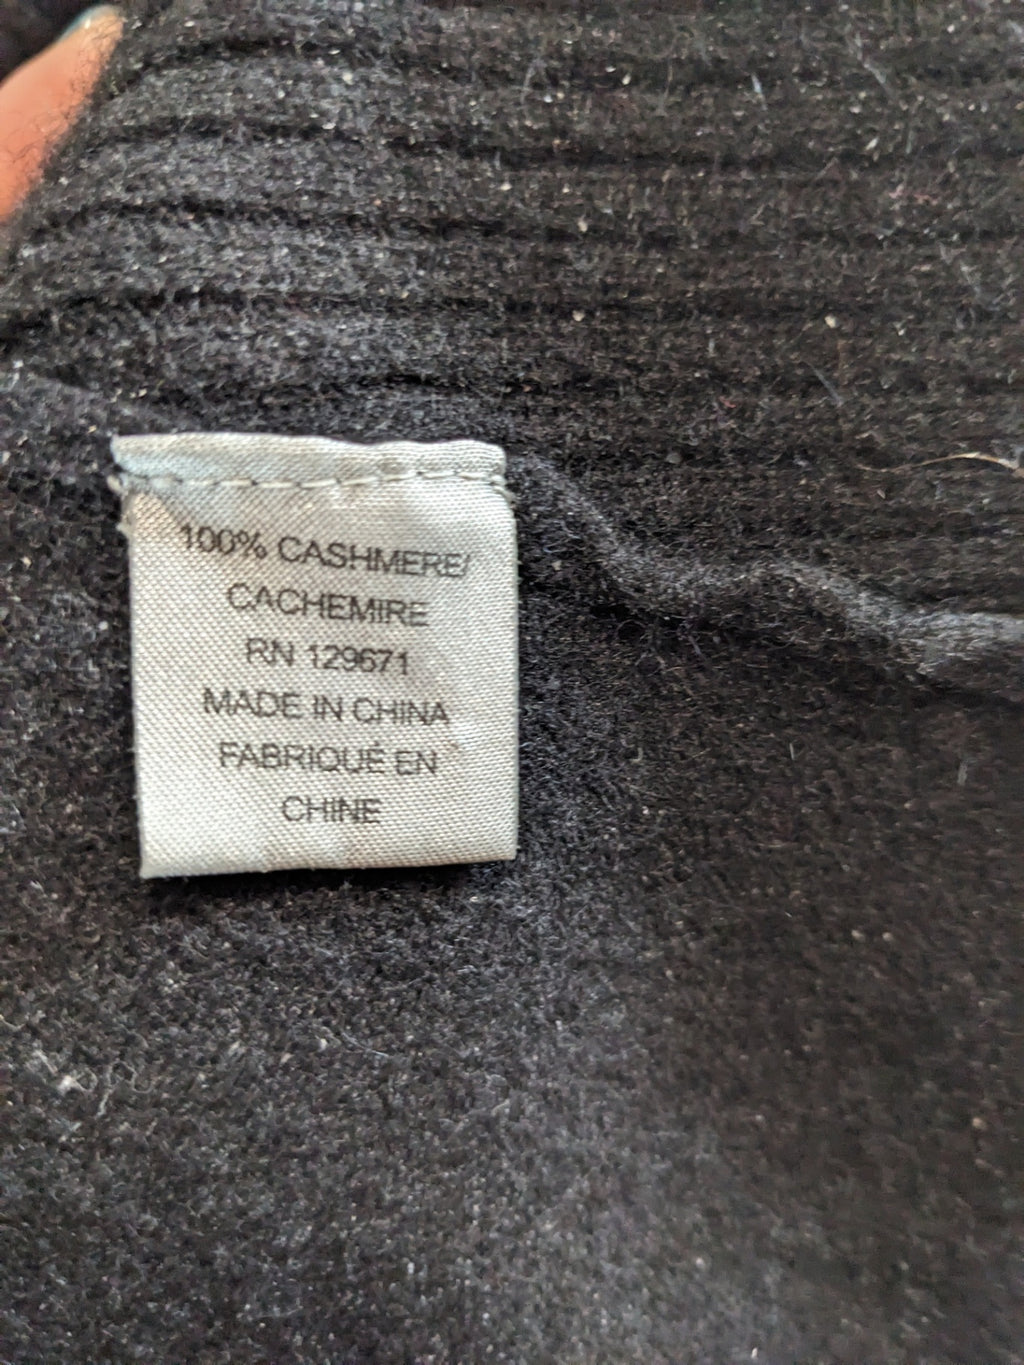 100% CASHMERE/
CACHEMIRE
RN 129671
MADE IN CHINA
FABRIQUÉ EN
CHINE